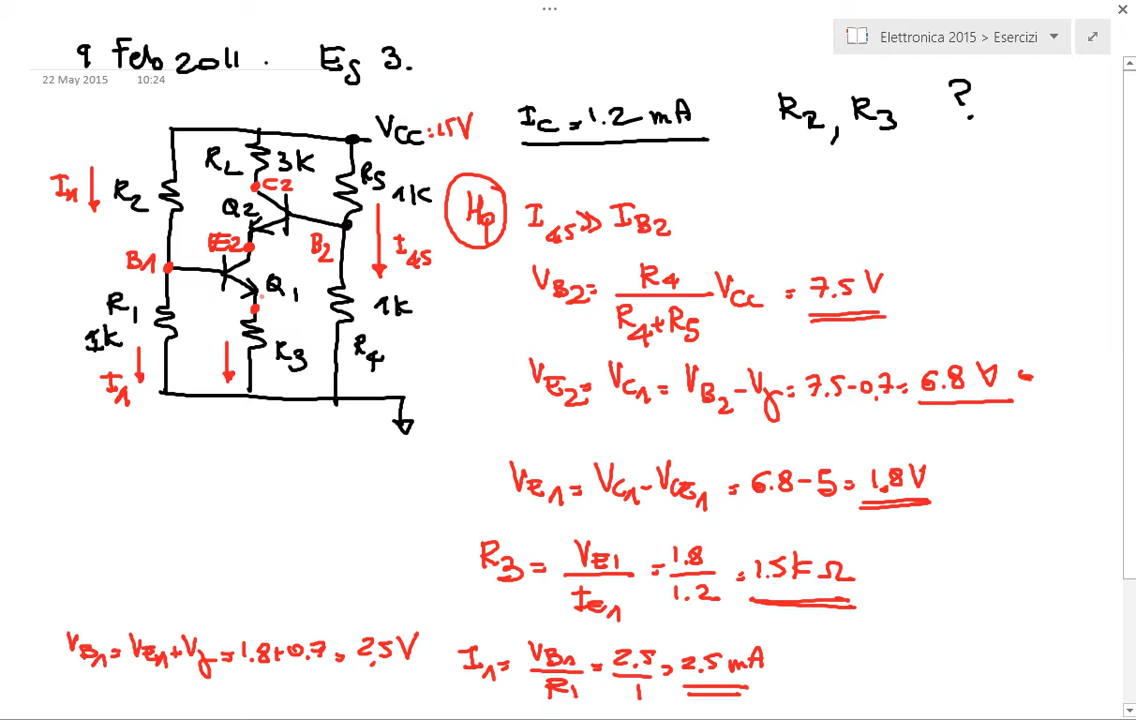 Elettronica 2015 > Esercizi
9 Feb 2011 . Es 3.
22 May 2015 10:24
IC = 1.2 mA R2, R3 ?
VCC = 15V
RL 3K
R5 1K
I1 R2
C2
Q2
E2
B2
I45
B1
Q1
R1 1K
I1
R3
1K R4
Hp I45 ≫ IB2
VB2 = R4 / (R4 + R5) VCC = 7.5 V
VE2 = VC1 = VB2 - Vγ = 7.5 - 0.7 = 6.8 V
VE1 = VC1 - VCE1 = 6.8 - 5 = 1.8V
R3 = VE1 / IE1 = 1.8 / 1.2 = 1.5k Ω
VB1 = VE1 + Vγ = 1.8 + 0.7 = 2.5V
I1 = VB1 / R1 = 2.5 / 1 = 2.5 mA